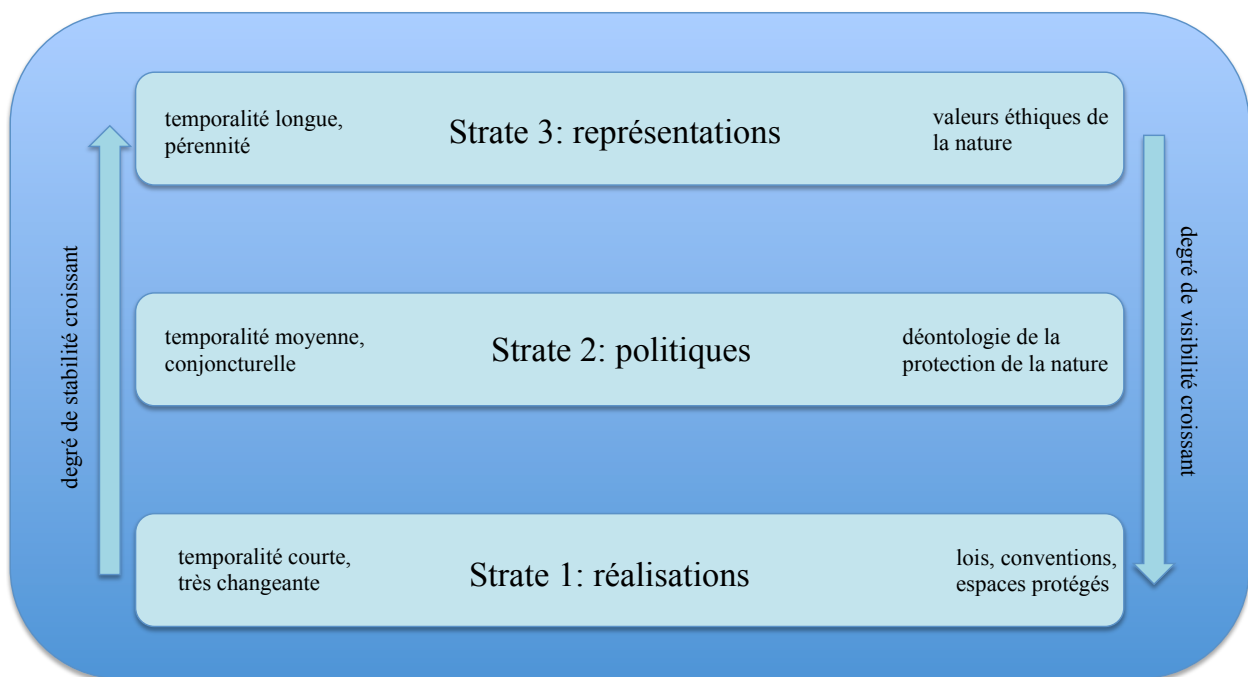 temporalité longue,
pérennité
Strate 3: représentations
valeurs éthiques de
la nature
degré de stabilité croissant
temporalité moyenne,
conjoncturelle
Strate 2: politiques
déontologie de la
protection de la nature
degré de visibilité croissant
temporalité courte,
très changeante
Strate 1: réalisations
lois, conventions,
espaces protégés